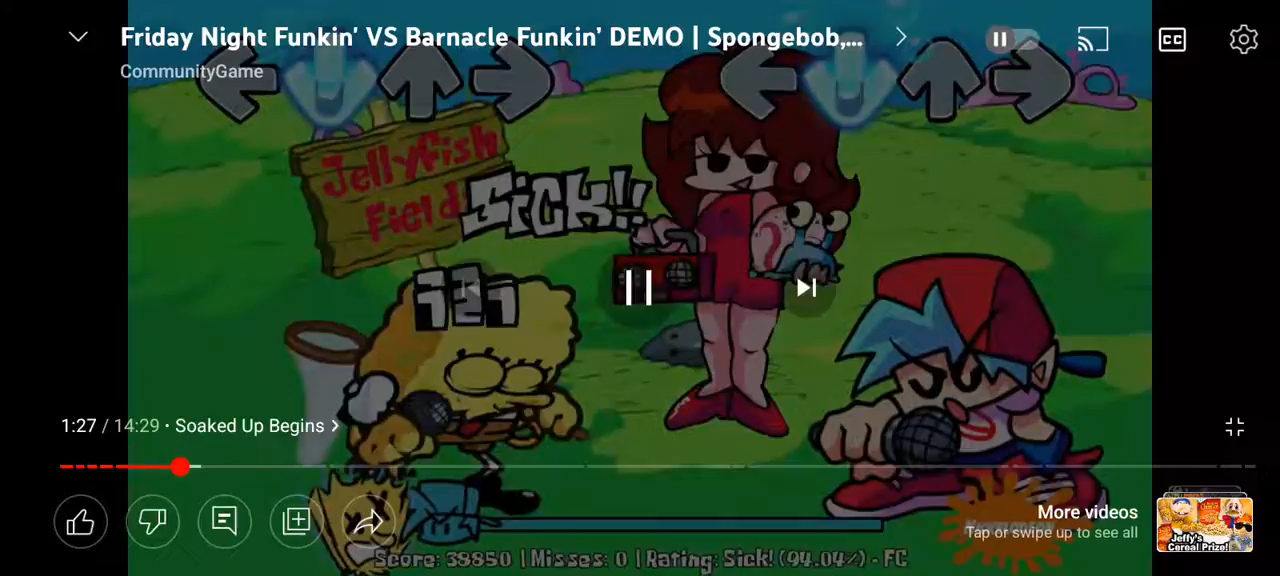 Friday Night Funkin' VS Barnacle Funkin' DEMO | Spongebob,...
CommunityGame
CC
Jellyfish
Field
SiCK!!
121
1:27 / 14:29 • Soaked Up Begins
More videos
Tap or swipe up to see all
Jeffy's
Cereal Prize!
Score: 38850 | Misses: 0 | Rating: Sick! (94.04%) - FC